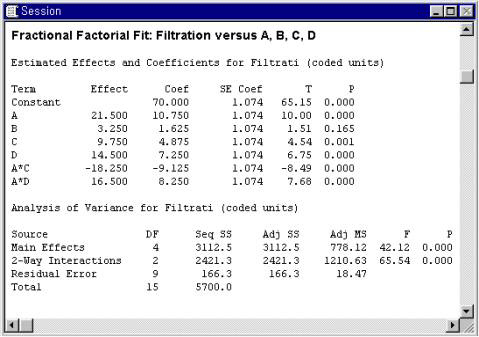 Session
Fractional Factorial Fit: Filtration versus A, B, C, D
Estimated Effects and Coefficients for Filtrati (coded units)
Term Effect Coef SE Coef T P
Constant 70.000 1.074 65.15 0.000
A 21.500 10.750 1.074 10.00 0.000
B 3.250 1.625 1.074 1.51 0.165
C 9.750 4.875 1.074 4.54 0.001
D 14.500 7.250 1.074 6.75 0.000
A*C -18.250 -9.125 1.074 -8.49 0.000
A*D 16.500 8.250 1.074 7.68 0.000
Analysis of Variance for Filtrati (coded units)
Source DF Seq SS Adj SS Adj MS F P
Main Effects 4 3112.5 3112.5 778.12 42.12 0.000
2-Way Interactions 2 2421.3 2421.3 1210.63 65.54 0.000
Residual Error 9 166.3 166.3 18.47
Total 15 5700.0